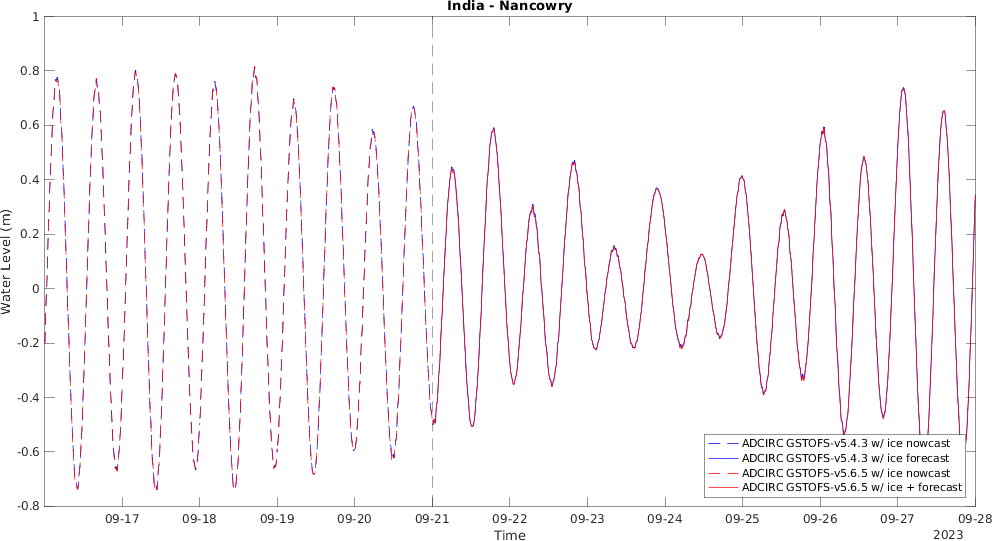 India - Nancowry
1
0.8
0.6
0.4
0.2
0
-0.2
-0.4
-0.6
-0.8
Water Level (m)
ADCIRC GSTOFS-v5.4.3 w/ ice nowcast
ADCIRC GSTOFS-v5.4.3 w/ ice forecast
ADCIRC GSTOFS-v5.6.5 w/ ice nowcast
ADCIRC GSTOFS-v5.6.5 w/ ice + forecast
09-17 09-18 09-19 09-20 09-21 09-22 09-23 09-24 09-25 09-26 09-27 09-28
Time
2023